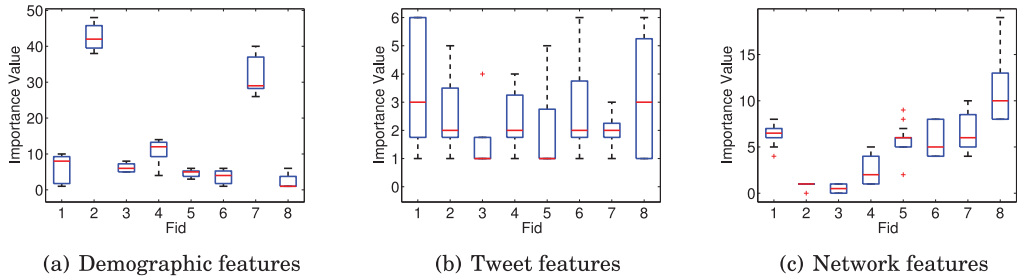 50
40
30
20
10
0
Importance Value
1 2 3 4 5 6 7 8
Fid
(a) Demographic features
6
5
4
3
2
1
0
Importance Value
1 2 3 4 5 6 7 8
Fid
(b) Tweet features
15
10
5
0
Importance Value
1 2 3 4 5 6 7 8
Fid
(c) Network features